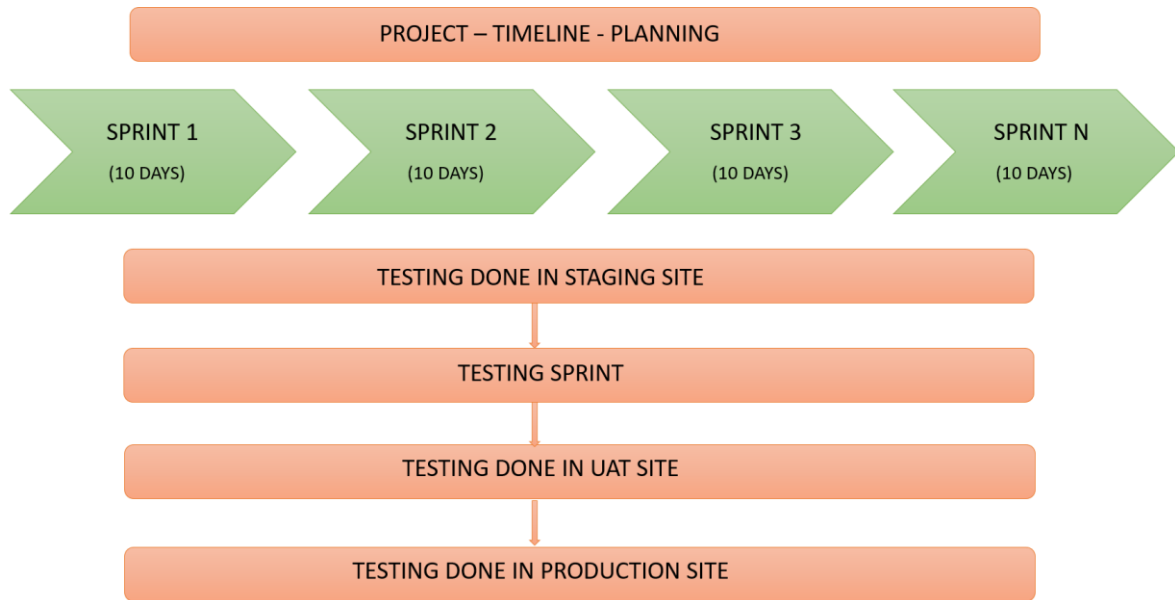 PROJECT – TIMELINE - PLANNING
SPRINT 1
(10 DAYS)
SPRINT 2
(10 DAYS)
SPRINT 3
(10 DAYS)
SPRINT N
(10 DAYS)
TESTING DONE IN STAGING SITE
TESTING SPRINT
TESTING DONE IN UAT SITE
TESTING DONE IN PRODUCTION SITE